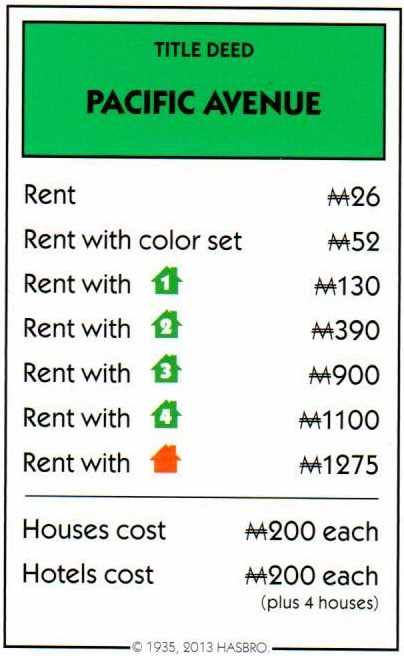 TITLE DEED
PACIFIC AVENUE
Rent ₩26
Rent with color set ₩52
Rent with 1 ₩130
Rent with 2 ₩390
Rent with 3 ₩900
Rent with 4 ₩1100
Rent with ₩1275
Houses cost ₩200 each
Hotels cost ₩200 each
(plus 4 houses)
© 1935, 2013 HASBRO.